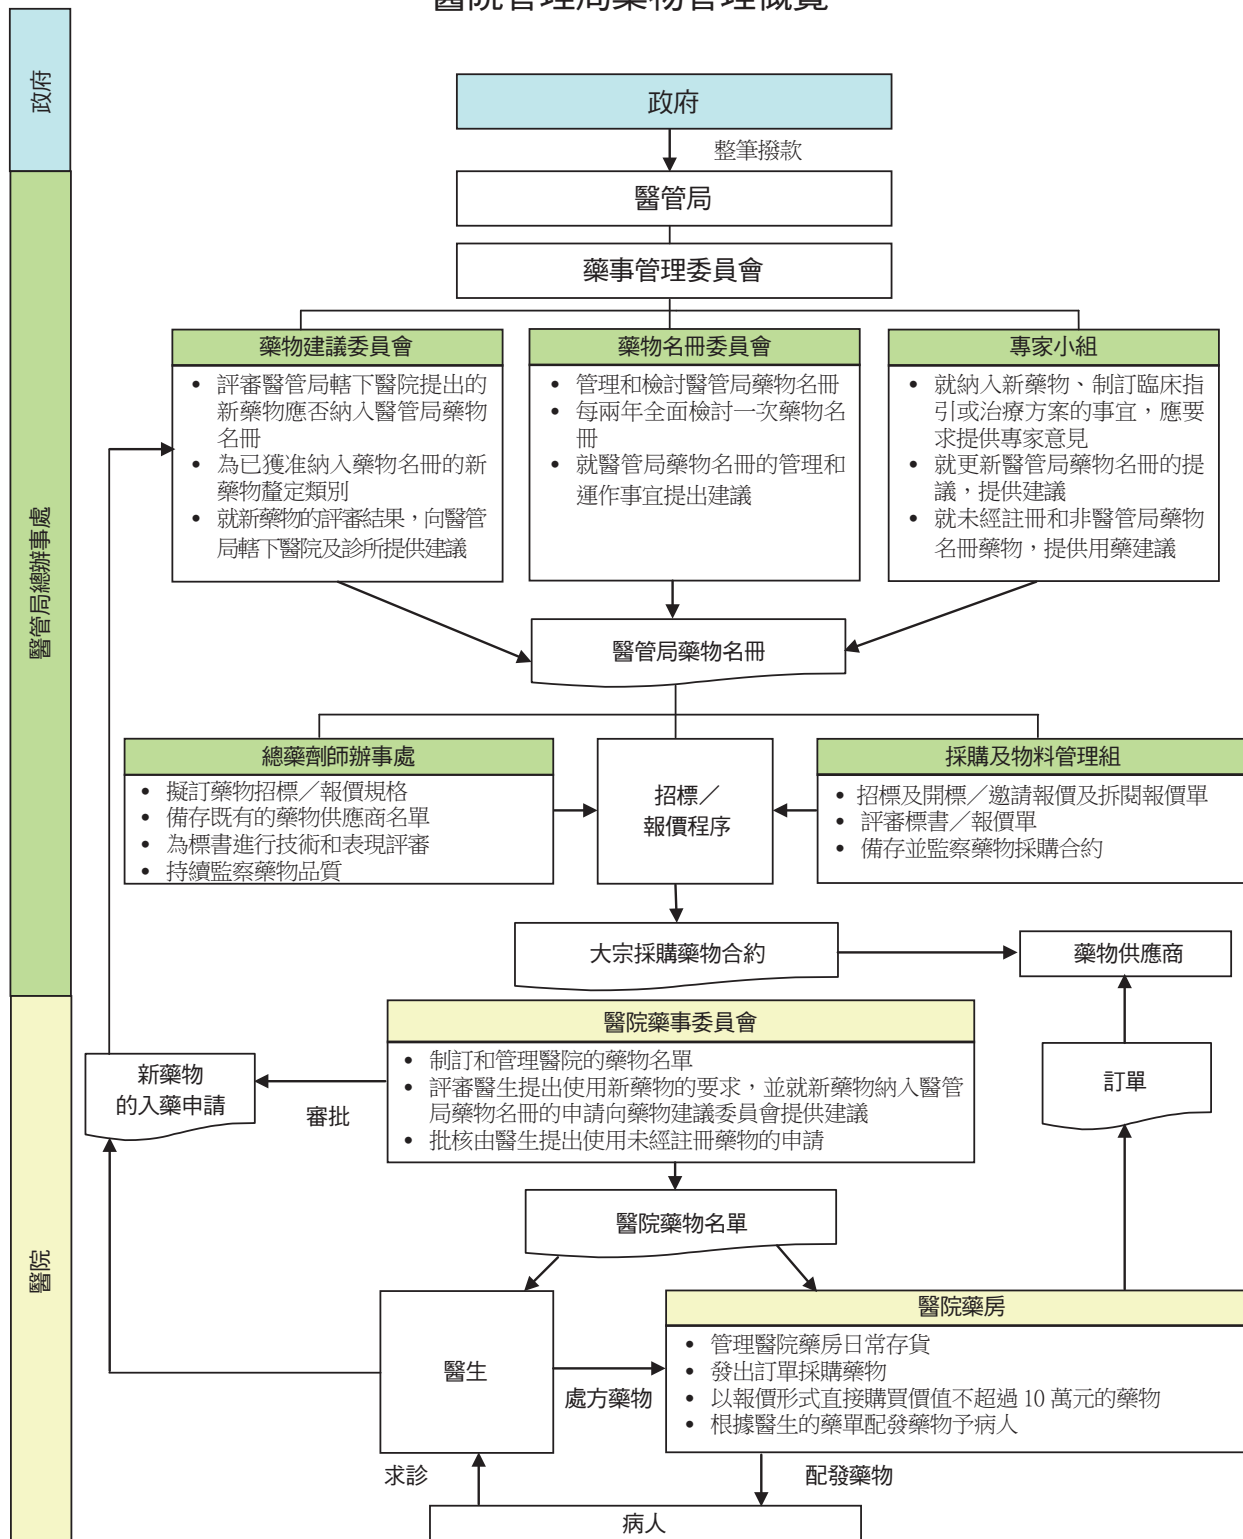 醫院管理局藥物管理概覽
政府
政府
整筆撥款
醫管局總辦事處
醫管局
藥事管理委員會
藥物建議委員會
• 評審醫管局轄下醫院提出的
新藥物應否納入醫管局藥物
名冊
• 為已獲准納入藥物名冊的新
藥物釐定類別
• 就新藥物的評審結果,向醫管
局轄下醫院及診所提供建議
藥物名冊委員會
• 管理和檢討醫管局藥物名冊
• 每兩年全面檢討一次藥物名
冊
• 就醫管局藥物名冊的管理和
運作事宜提出建議
專家小組
• 就納入新藥物、制訂臨床指
引或治療方案的事宜,應要
求提供專家意見
• 就更新醫管局藥物名冊的提
議,提供建議
• 就未經註冊和非醫管局藥物
名冊藥物,提供用藥建議
醫管局藥物名冊
總藥劑師辦事處
• 擬訂藥物招標/報價規格
• 備存既有的藥物供應商名單
• 為標書進行技術和表現評審
• 持續監察藥物品質
招標/
報價程序
採購及物料管理組
• 招標及開標/邀請報價及拆閱報價單
• 評審標書/報價單
• 備存並監察藥物採購合約
大宗採購藥物合約
藥物供應商
醫院
醫院藥事委員會
• 制訂和管理醫院的藥物名單
• 評審醫生提出使用新藥物的要求,並就新藥物納入醫管
局藥物名冊的申請向藥物建議委員會提供建議
• 批核由醫生提出使用未經註冊藥物的申請
新藥物
的入藥申請
審批
訂單
醫院藥物名單
醫生
處方藥物
醫院藥房
• 管理醫院藥房日常存貨
• 發出訂單採購藥物
• 以報價形式直接購買價值不超過 10 萬元的藥物
• 根據醫生的藥單配發藥物予病人
求診
配發藥物
病人